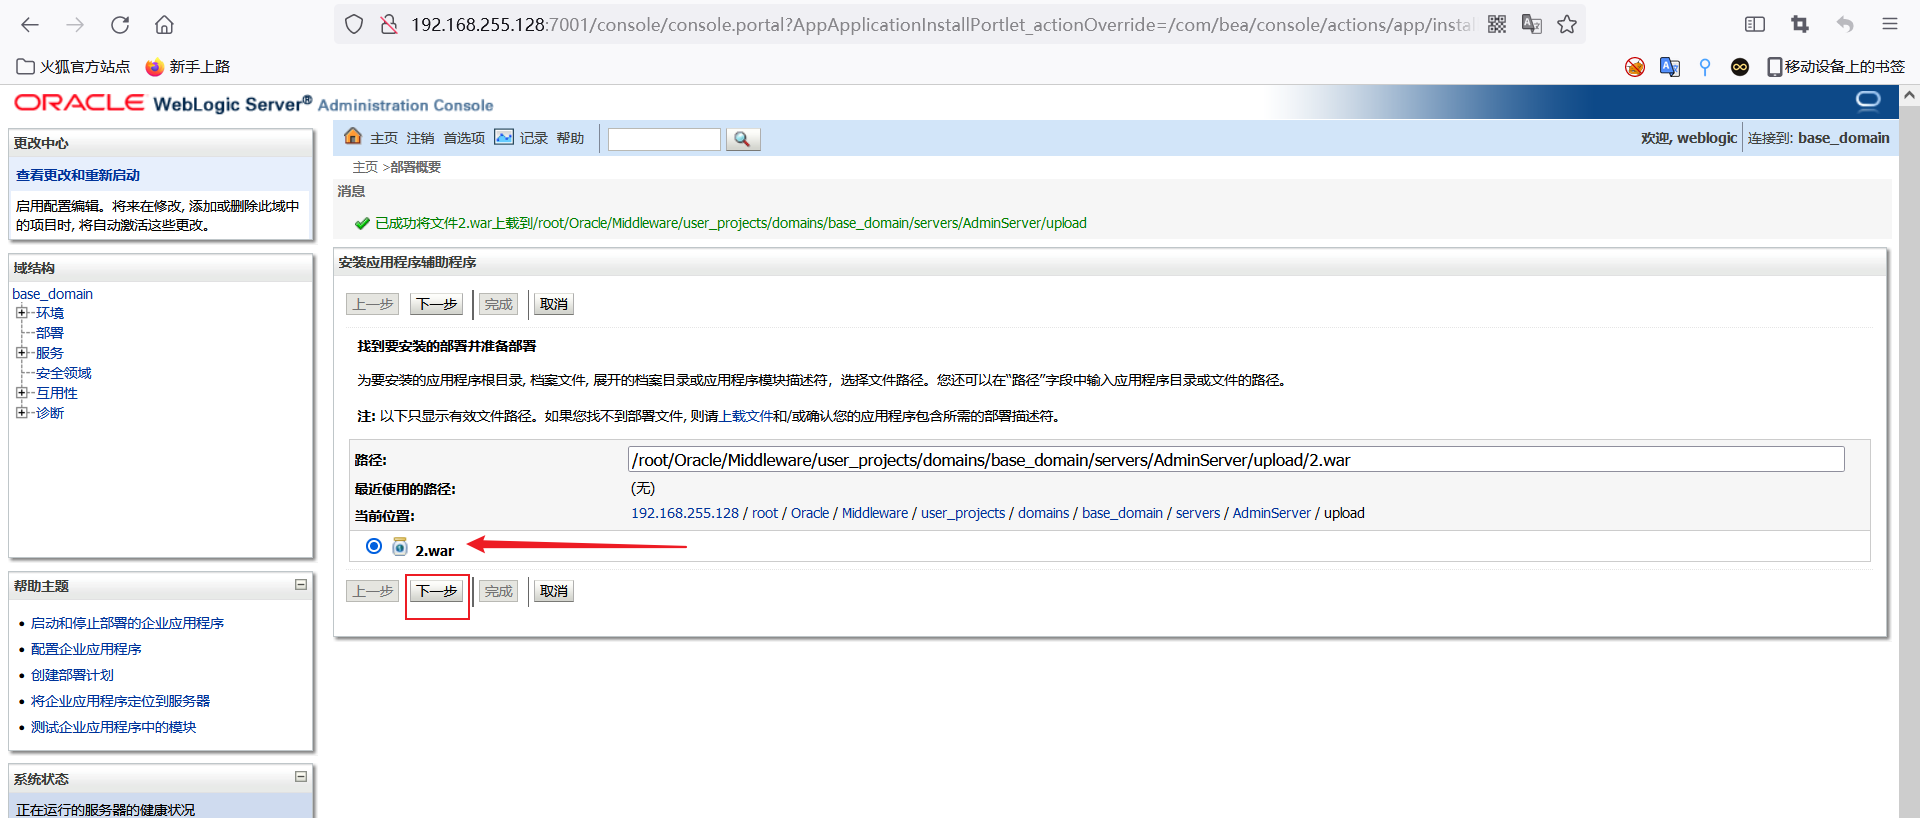 192.168.255.128:7001/console/console.portal?AppApplicationInstallPortlet_actionOverride=/com/bea/console/actions/app/insta
火狐官方站点
新手上路
移动设备上的书签
ORACLE WebLogic Server® Administration Console
更改中心
查看更改和重新启动
启用配置编辑。将来在修改, 添加或删除此域中
的项目时, 将自动激活这些更改。
域结构
base_domain
环境
部署
服务
安全领域
互用性
诊断
帮助主题
启动和停止部署的企业应用程序
配置企业应用程序
创建部署计划
将企业应用程序定位到服务器
测试企业应用程序中的模块
系统状态
正在运行的服务器的健康状况
主页 注销 首选项 记录 帮助
欢迎, weblogic 连接到: base_domain
主页 >部署概要
消息
已成功将文件2.war上载到/root/Oracle/Middleware/user_projects/domains/base_domain/servers/AdminServer/upload
安装应用程序辅助程序
上一步 下一步 完成 取消
找到要安装的部署并准备部署
为要安装的应用程序根目录, 档案文件, 展开的档案目录或应用程序模块描述符，选择文件路径。您还可以在“路径”字段中输入应用程序目录或文件的路径。
注: 以下只显示有效文件路径。如果您找不到部署文件, 则请上载文件和/或确认您的应用程序包含所需的部署描述符。
路径: /root/Oracle/Middleware/user_projects/domains/base_domain/servers/AdminServer/upload/2.war
最近使用的路径: (无)
当前位置: 192.168.255.128 / root / Oracle / Middleware / user_projects / domains / base_domain / servers / AdminServer / upload
2.war
上一步 下一步 完成 取消